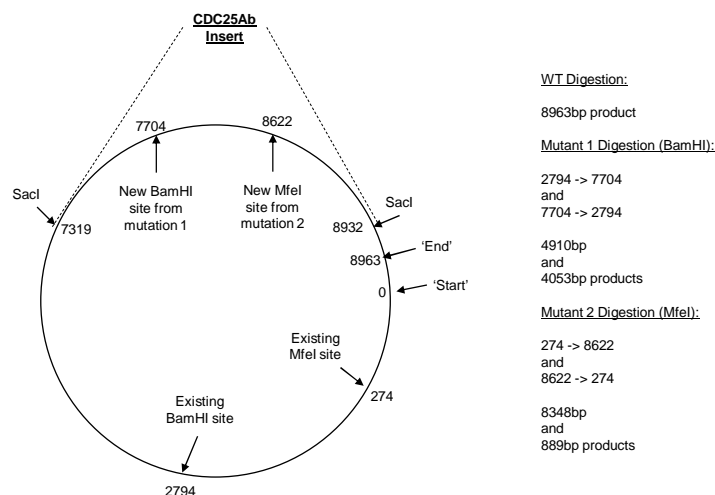 CDC25Ab
Insert
7704
8622
SacI
New BamHI
site from
mutation 1
New MfeI
site from
mutation 2
SacI
7319
8932
'End'
8963
0
'Start'
Existing
MfeI site
274
Existing
BamHI site
2794
WT Digestion:
8963bp product
Mutant 1 Digestion (BamHI):
2794 -> 7704
and
7704 -> 2794
4910bp
and
4053bp products
Mutant 2 Digestion (MfeI):
274 -> 8622
and
8622 -> 274
8348bp
and
889bp products